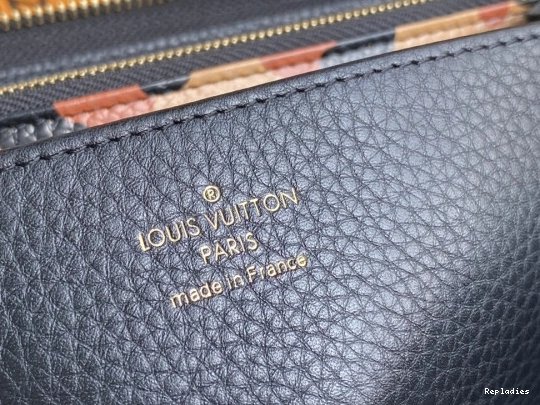 ®
LOUIS VUITTON
PARIS
made in France
Repladies